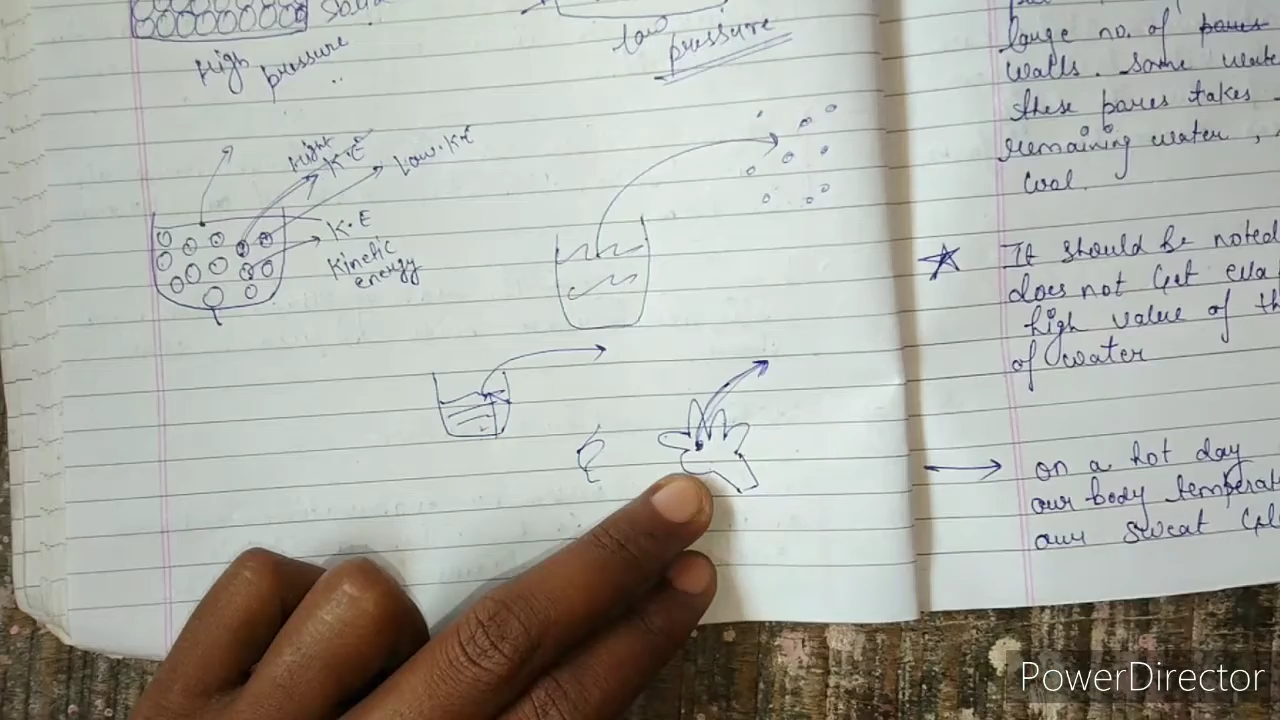 High
pressure
low
pressure
Hight
K.E
Low.K.E
K.E
Kinetic
energy
large no. of pores
walls. Some
these pores takes
remaining water,
Cool.
It should be noted
does not get
high value of
of water
on a hot day
our body
our sweat
PowerDirector